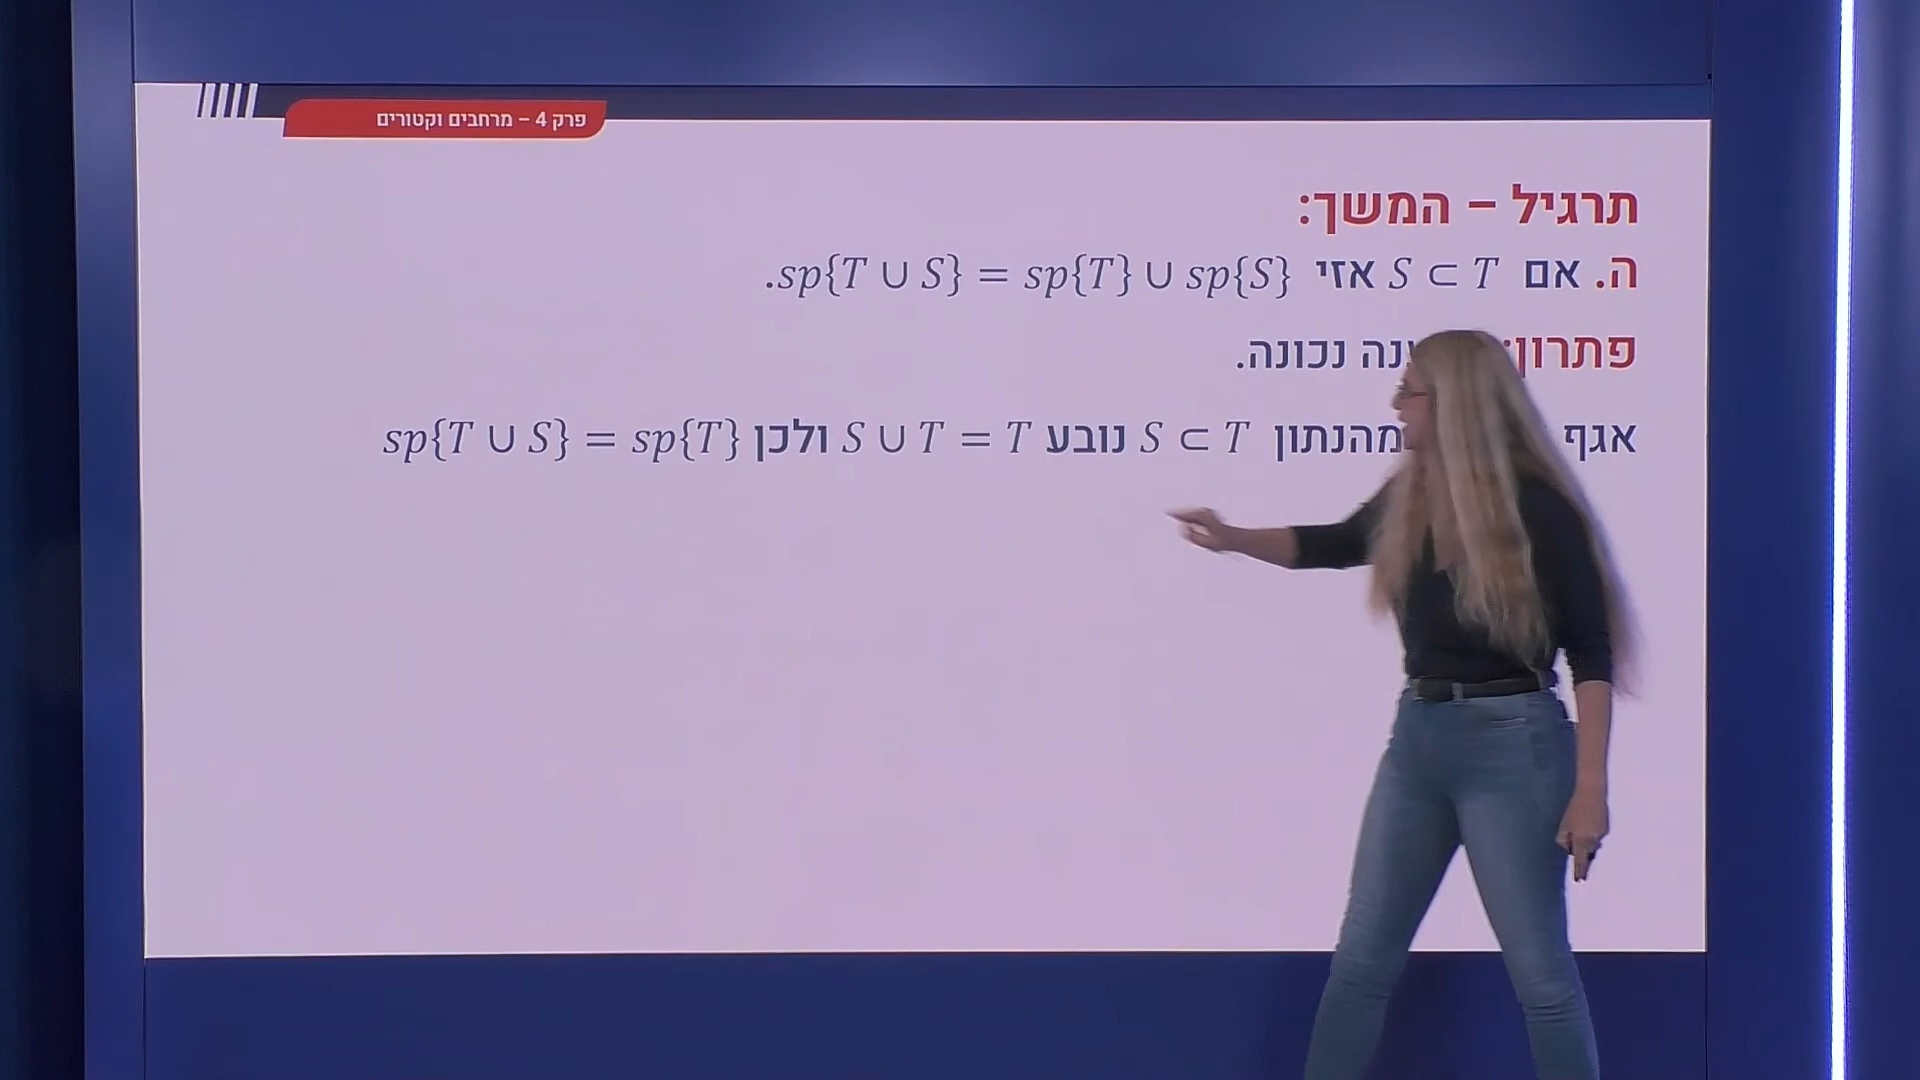 פרק 4 – מרחבים וקטורים
תרגיל – המשך:
ה. אם S ⊂ T אזי sp{T ∪ S} = sp{T} ∪ sp{S}.
פתרון: נכונה.
אגף מהנתון S ⊂ T נובע S ∪ T = T ולכן sp{T ∪ S} = sp{T}